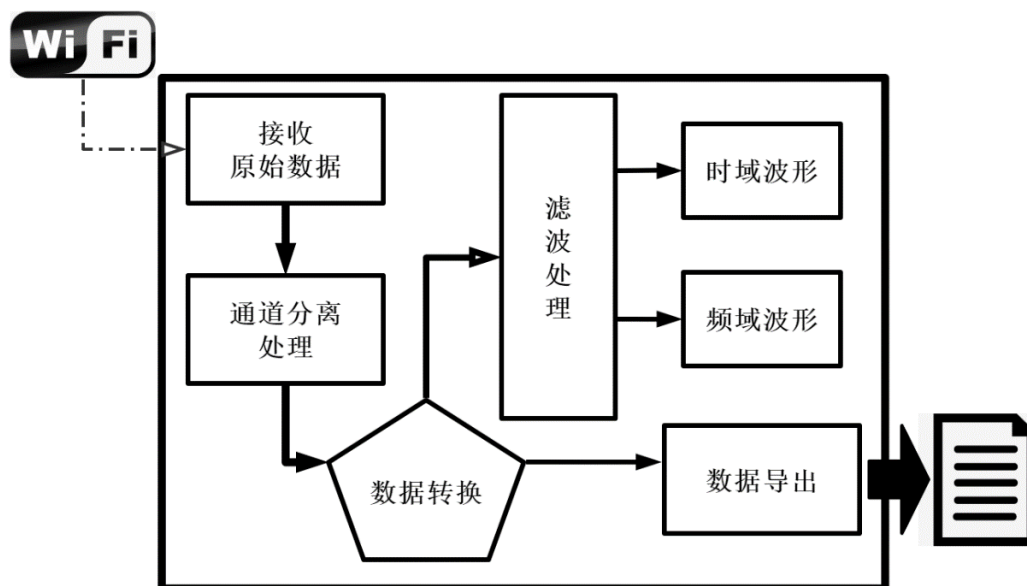 Wi Fi
接收
原始数据
通道分离
处理
数据转换
滤
波
处
理
时域波形
频域波形
数据导出